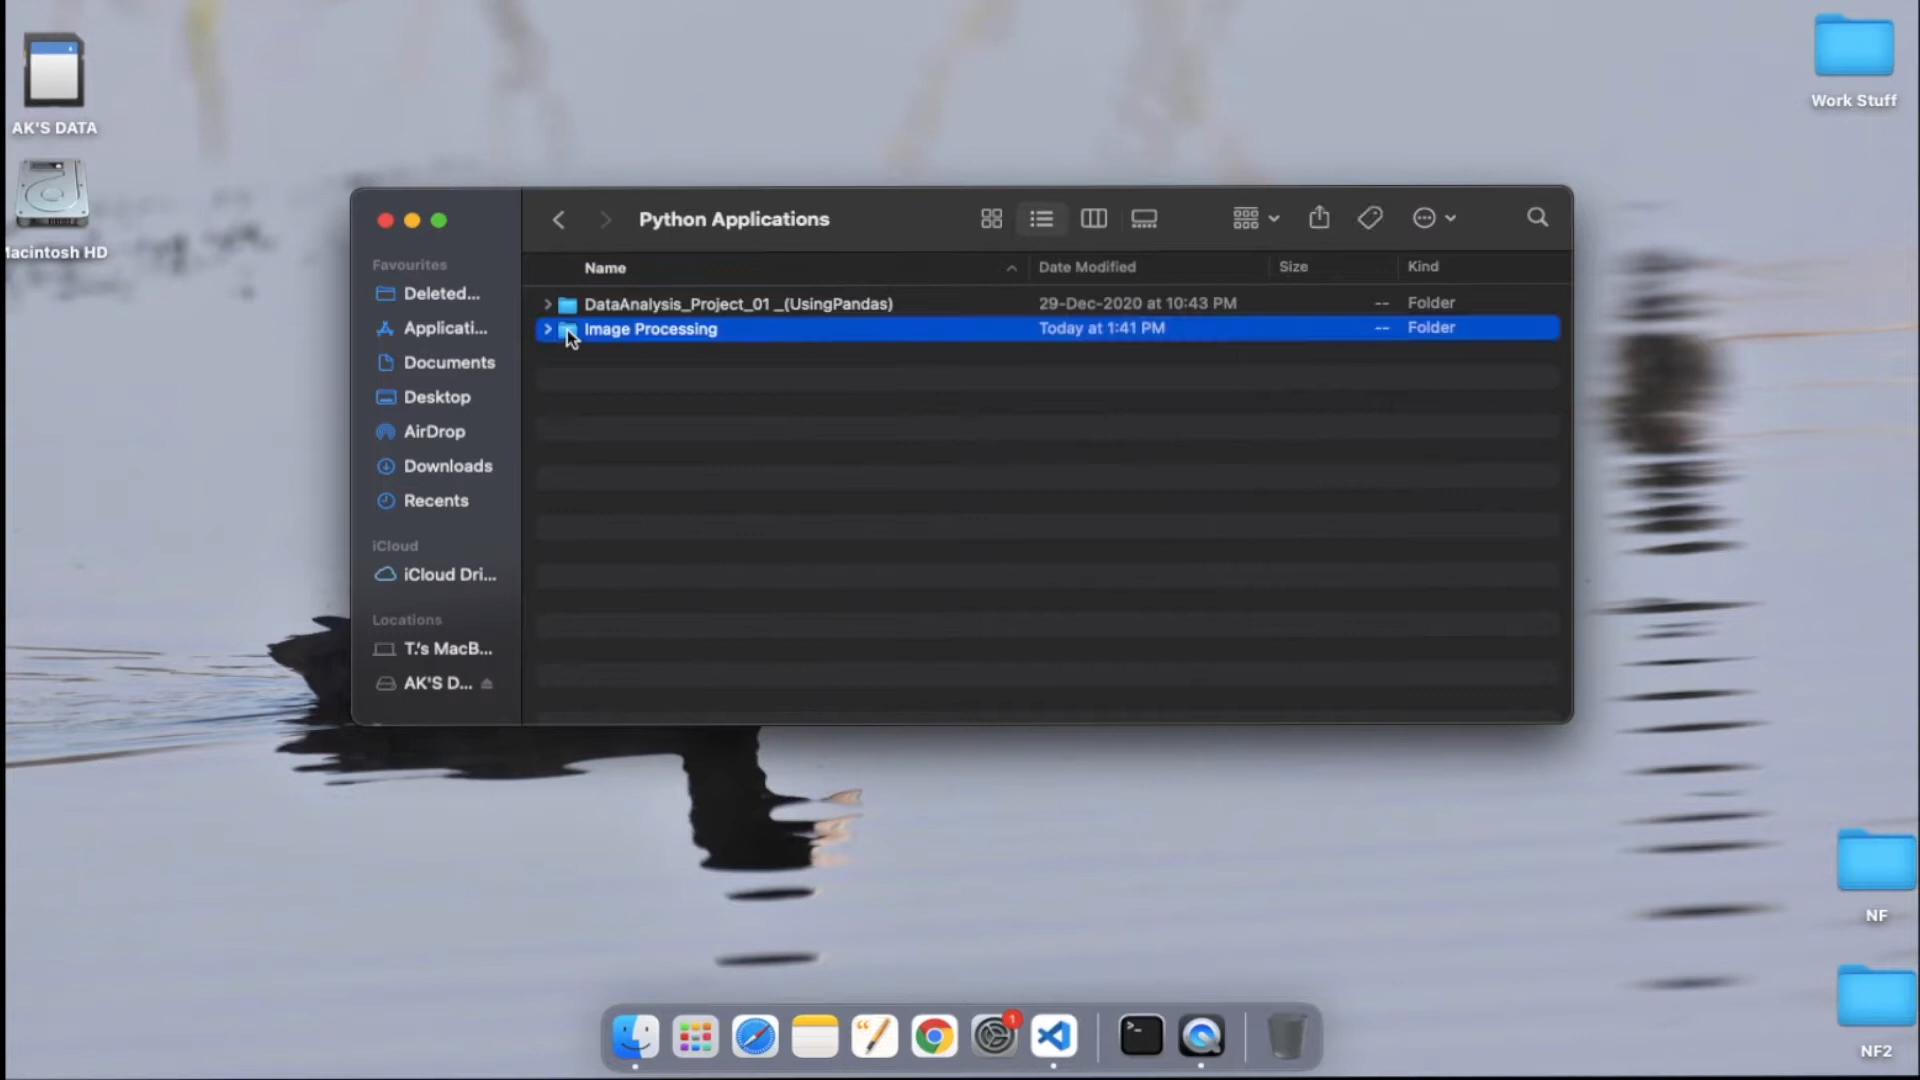 AK'S DATA
Macintosh HD
Work Stuff
Python Applications
Favourites
Deleted...
Applicati...
Documents
Desktop
AirDrop
Downloads
Recents
iCloud
iCloud Dri...
Locations
T.'s MacB...
AK'S D...
Name Date Modified Size Kind
DataAnalysis_Project_01 _(UsingPandas) 29-Dec-2020 at 10:43 PM -- Folder
Image Processing Today at 1:41 PM -- Folder
NF
NF2
1